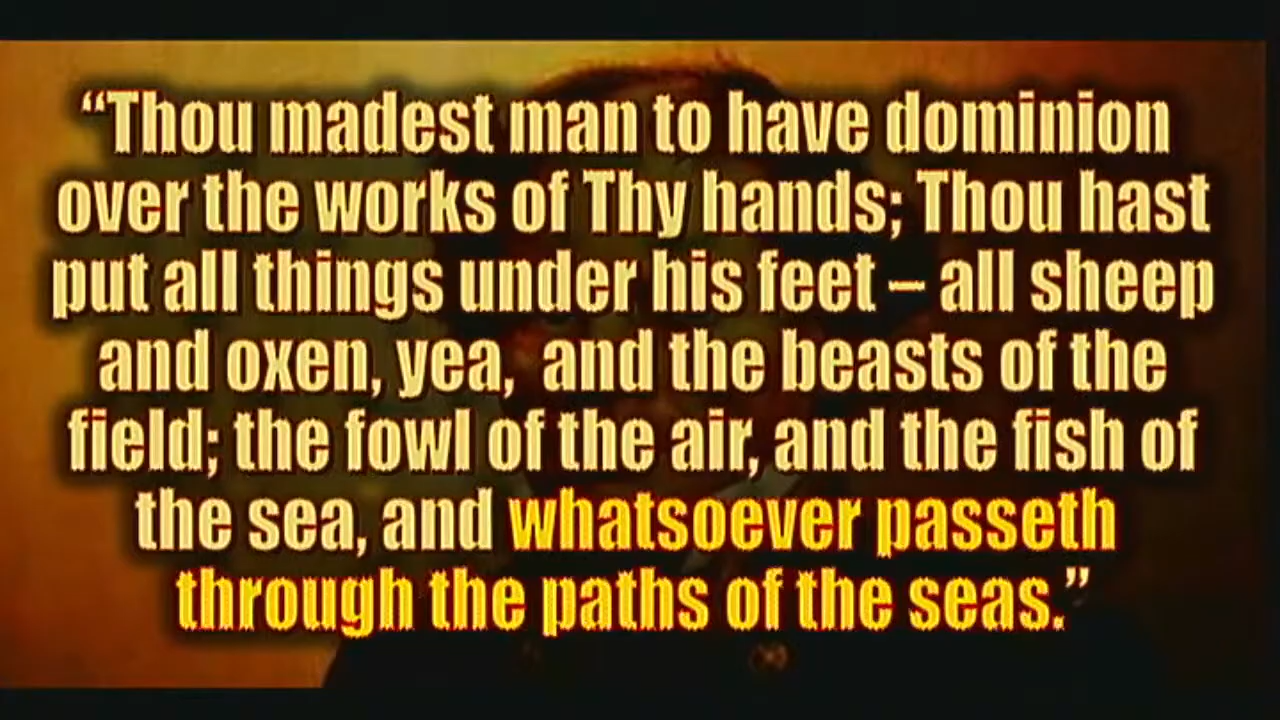 “Thou madest man to have dominion
over the works of Thy hands; Thou hast
put all things under his feet – all sheep
and oxen, yea, and the beasts of the
field; the fowl of the air, and the fish of
the sea, and whatsoever passeth
through the paths of the seas.”